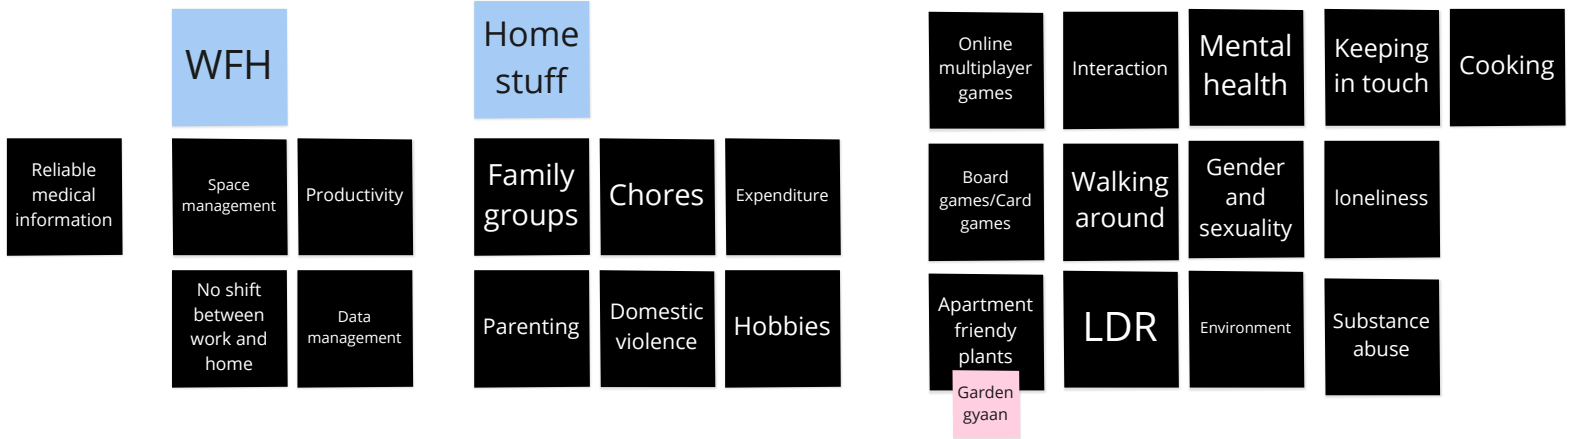 WFH
Home
stuff
Online
multiplayer
games
Interaction
Mental
health
Keeping
in touch
Cooking
Reliable
medical
information
Space
management
Productivity
Family
groups
Chores
Expenditure
Board
games/Card
games
Walking
around
Gender
and
sexuality
loneliness
No shift
between
work and
home
Data
management
Parenting
Domestic
violence
Hobbies
Apartment
friendy
plants
Garden
gyaan
LDR
Environment
Substance
abuse